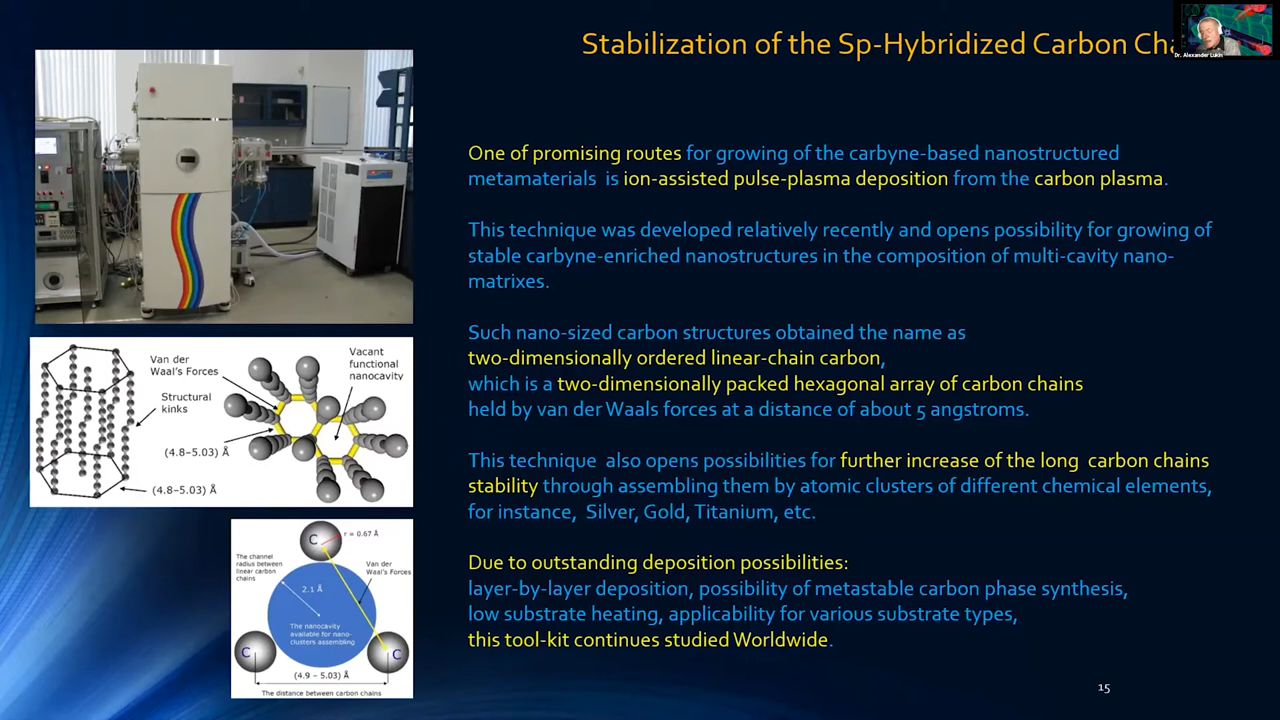 Stabilization of the Sp-Hybridized Carbon Cha
Dr. Alexander Lukin
One of promising routes for growing of the carbyne-based nanostructured
metamaterials is ion-assisted pulse-plasma deposition from the carbon plasma.
This technique was developed relatively recently and opens possibility for growing of
stable carbyne-enriched nanostructures in the composition of multi-cavity nano-
matrixes.
Such nano-sized carbon structures obtained the name as
two-dimensionally ordered linear-chain carbon,
which is a two-dimensionally packed hexagonal array of carbon chains
held by van der Waals forces at a distance of about 5 angstroms.
This technique also opens possibilities for further increase of the long carbon chains
stability through assembling them by atomic clusters of different chemical elements,
for instance, Silver, Gold, Titanium, etc.
Due to outstanding deposition possibilities:
layer-by-layer deposition, possibility of metastable carbon phase synthesis,
low substrate heating, applicability for various substrate types,
this tool-kit continues studied Worldwide.
Van der
Waal's Forces
Structural
kinks
(4.8–5.03) Å
(4.8–5.03) Å
Vacant
functional
nanocavity
C
r = 0.67 Å
The channel
radius between
linear carbon
chains
Van der
Waal's Forces
2.1 Å
The nanocavity
available for nano-
clusters assembling
C
C
(4.9 – 5.03) Å
The distance between carbon chains
15